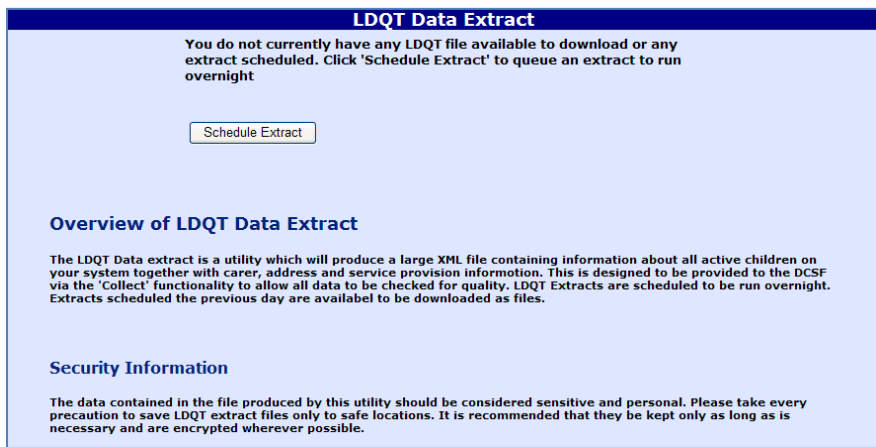 LDQT Data Extract
You do not currently have any LDQT file available to download or any
extract scheduled. Click 'Schedule Extract' to queue an extract to run
overnight
Schedule Extract
Overview of LDQT Data Extract
The LDQT Data extract is a utility which will produce a large XML file containing information about all active children on
your system together with carer, address and service provision informotion. This is designed to be provided to the DCSF
via the 'Collect' functionality to allow all data to be checked for quality. LDQT Extracts are scheduled to be run overnight.
Extracts scheduled the previous day are availabel to be downloaded as files.
Security Information
The data contained in the file produced by this utility should be considered sensitive and personal. Please take every
precaution to save LDQT extract files only to safe locations. It is recommended that they be kept only as long as is
necessary and are encrypted wherever possible.